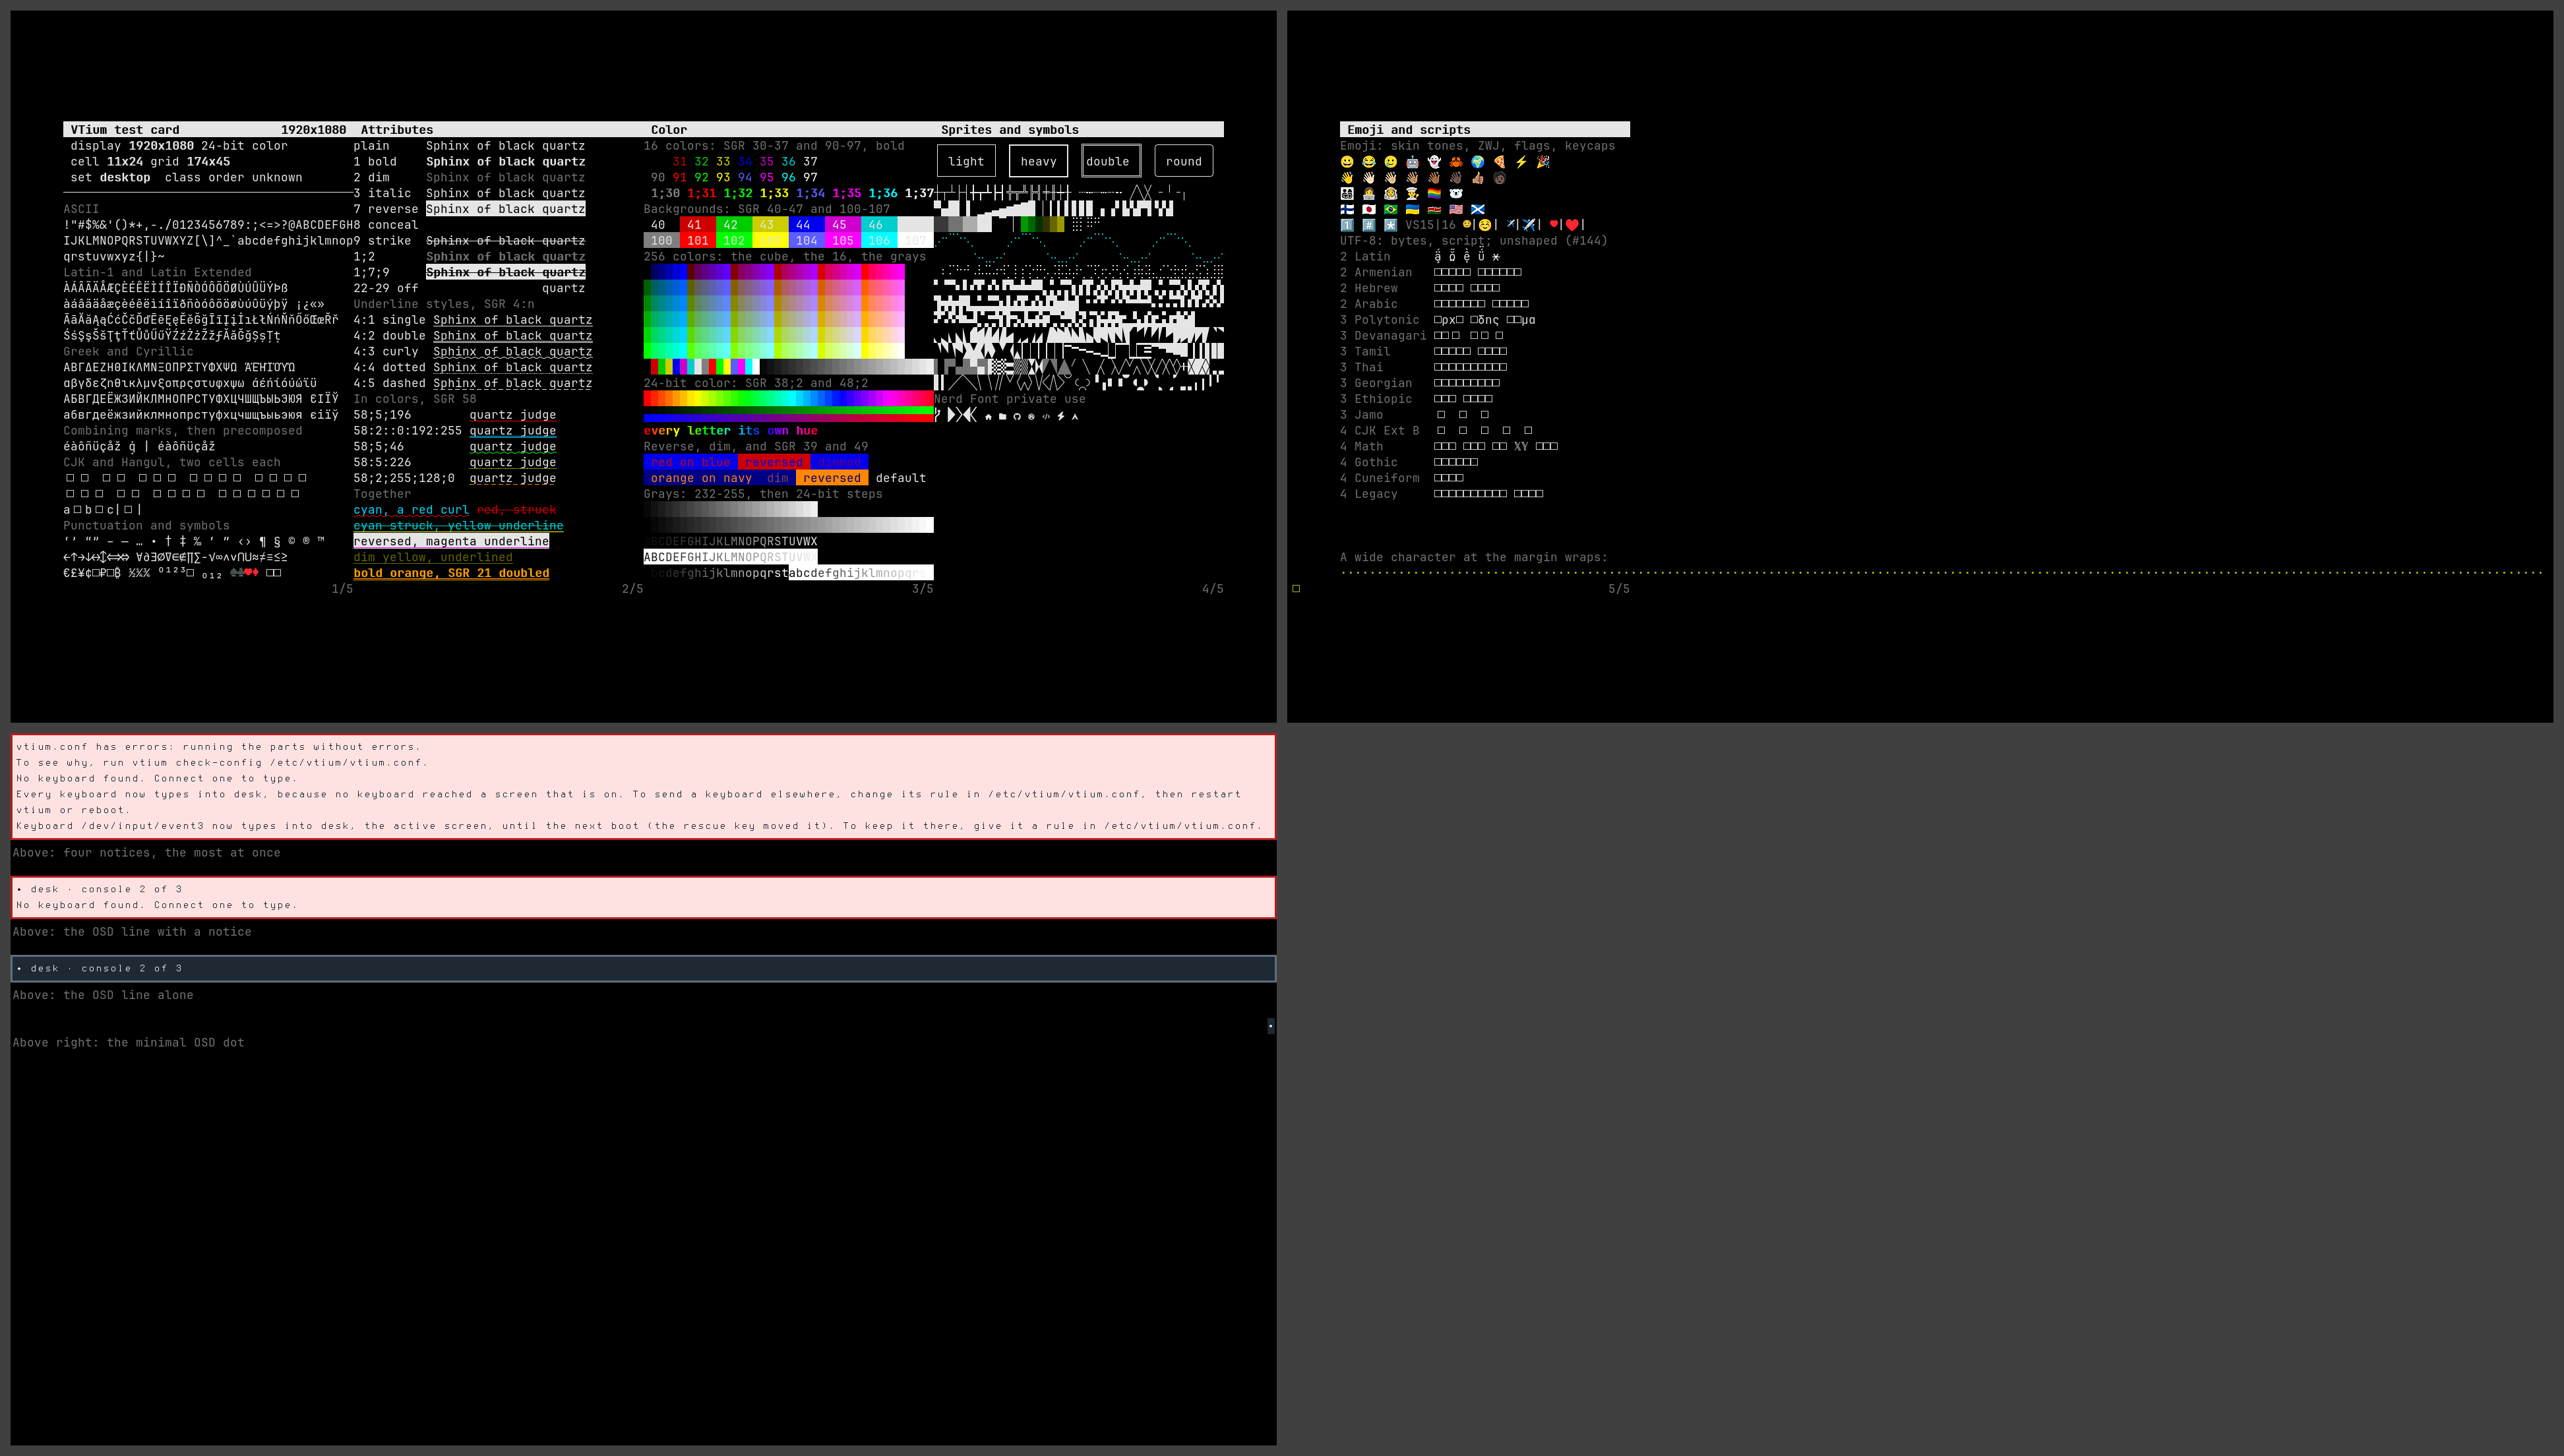 VTium test card 1920x1080
display 1920x1080 24-bit color
cell 11x24 grid 174x45
set desktop class order unknown
ASCII
!"#$%&'()*+,-./0123456789:;<=>?@ABCDEFGH
IJKLMNOPQRSTUVWXYZ[\]^_`abcdefghijklmnop
qrstuvwxyz{|}~
Latin-1 and Latin Extended
ÀÁÂÃÄÅÆÇÈÉÊËÌÍÎÏÐÑÒÓÔÕÖØÙÚÛÜÝÞß
àáâãäåæçèéêëìíîïðñòóôõöøùúûüýþÿ ¡¿«»
Greek and Cyrillic
ΑΒΓΔΕΖΗΘΙΚΛΜΝΞΟΠΡΣΤΥΦΧΨΩ ΆΈΉΊΌΎΏ
αβγδεζηθικλμνξοπρςστυφχψω άέήίόύώϊϋ
АБВГДЕЁЖЗИЙКЛМНОПРСТУФХЦЧШЩЪЫЬЭЮЯ ЄІЇЎ
абвгдеёжзийклмнопрстуфхцчшщъыьэюя єіїў
Combining marks, then precomposed
éàôñüçåž q̇ | éàôñüçåž
CJK and Hangul, two cells each
a□b□c|□|
Punctuation and symbols
‘’ “” – — … • † ‡ ‰ ′ ″ ‹› ¶ § © ® ™
1/5
Attributes
plain Sphinx of black quartz
1 bold Sphinx of black quartz
2 dim Sphinx of black quartz
3 italic Sphinx of black quartz
7 reverse Sphinx of black quartz
8 conceal
9 strike Sphinx of black quartz
1;2 Sphinx of black quartz
1;7;9 Sphinx of black quartz
22-29 off quartz
Underline styles, SGR 4:n
4:1 single Sphinx of black quartz
4:2 double Sphinx of black quartz
4:3 curly Sphinx of black quartz
4:4 dotted Sphinx of black quartz
4:5 dashed Sphinx of black quartz
In colors, SGR 58
58;5;196 quartz judge
58:2::0:192:255 quartz judge
58;5;46 quartz judge
58:5:226 quartz judge
58;2;255;128;0 quartz judge
Together
cyan, a red curl red, struck
cyan struck, yellow underline
reversed, magenta underline
dim yellow, underlined
bold orange, SGR 21 doubled
2/5
Color
16 colors: SGR 30-37 and 90-97, bold
31 32 33 34 35 36 37
90 91 92 93 94 95 96 97
1;30 1;31 1;32 1;33 1;34 1;35 1;36 1;37
Backgrounds: SGR 40-47 and 100-107
40 41 42 43 44 45 46
100 101 102 103 104 105 106 107
256 colors: the cube, the 16, the grays
24-bit color: SGR 38;2 and 48;2
every letter its own hue
Reverse, dim, and SGR 39 and 49
red on blue reversed dimmed
orange on navy dim reversed default
Grays: 232-255, then 24-bit steps
BCDEFGHIJKLMNOPQRSTUVWX
ABCDEFGHIJKLMNOPQRSTUVW
bcdefghijklmnopqrstabcdefghijklmnopqr
3/5
Sprites and symbols
light heavy double round
Nerd Font private use
4/5
Emoji and scripts
Emoji: skin tones, ZWJ, flags, keycaps
VS15|16
UTF-8: bytes, script; unshaped (#144)
2 Latin
2 Armenian
2 Hebrew
2 Arabic
3 Polytonic □ρχ□ □δης □□μα
3 Devanagari
3 Tamil
3 Thai
3 Georgian
3 Ethiopic
3 Jamo
4 CJK Ext B
4 Math 𝕏𝕐
4 Gothic
4 Cuneiform
4 Legacy
A wide character at the margin wraps:
5/5
vtium.conf has errors: running the parts without errors.
To see why, run vtium check-config /etc/vtium/vtium.conf.
No keyboard found. Connect one to type.
Every keyboard now types into desk, because no keyboard reached a screen that is on. To send a keyboard elsewhere, change its rule in /etc/vtium/vtium.conf, then restart
vtium or reboot.
Keyboard /dev/input/event3 now types into desk, the active screen, until the next boot (the rescue key moved it). To keep it there, give it a rule in /etc/vtium/vtium.conf.
Above: four notices, the most at once
• desk · console 2 of 3
No keyboard found. Connect one to type.
Above: the OSD line with a notice
• desk · console 2 of 3
Above: the OSD line alone
Above right: the minimal OSD dot